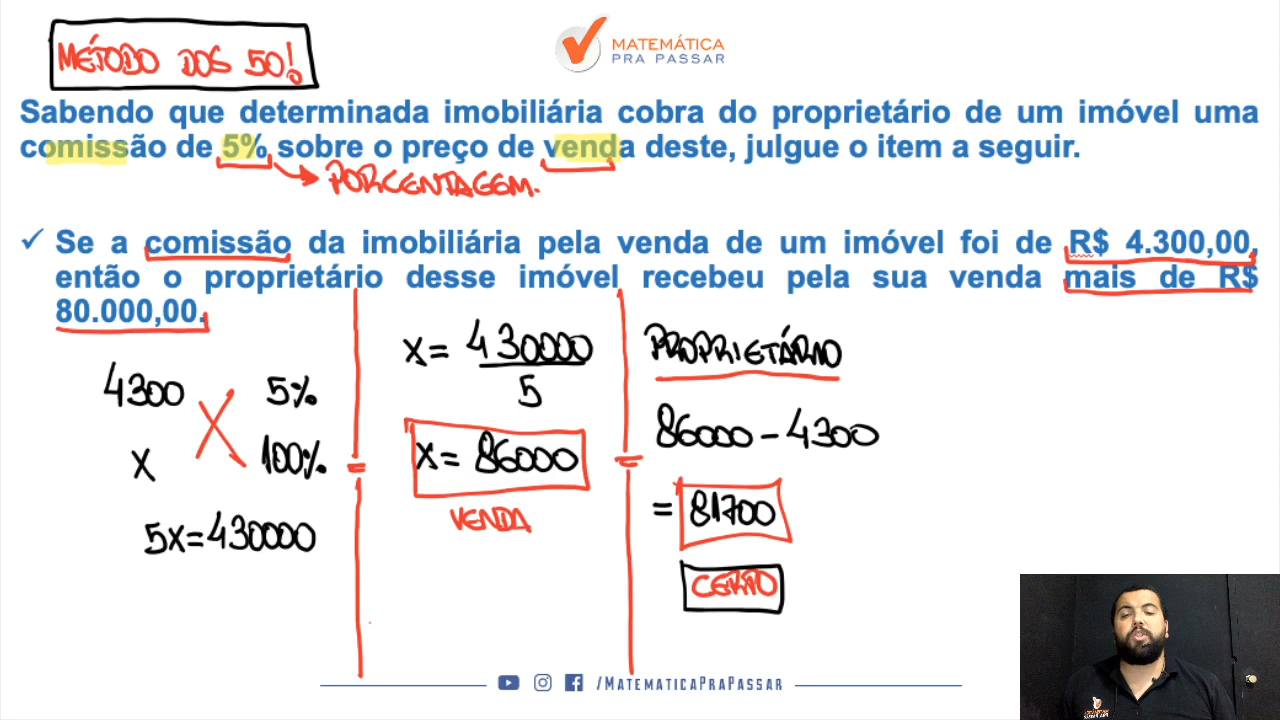 MÉTODO DOS 50!
MATEMÁTICA
PRA PASSAR
Sabendo que determinada imobiliária cobra do proprietário de um imóvel uma
comissão de 5% sobre o preço de venda deste, julgue o item a seguir.
PORCENTAGEM.
✓ Se a comissão da imobiliária pela venda de um imóvel foi de R$ 4.300,00,
então o proprietário desse imóvel recebeu pela sua venda mais de R$
80.000,00.
4300 5%
X 100%
5X=430000
X= 430000
5
X= 86000
VENDA
PROPRIETÁRIO
86000-4300
= 81700
CERTO
/MATEMATICAPRAPASSAR